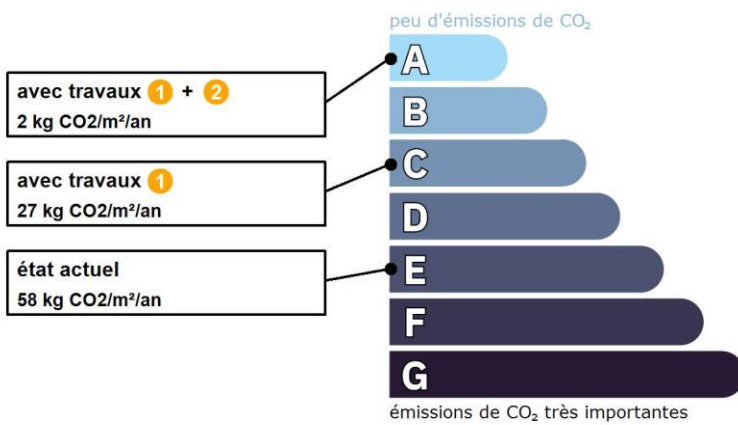 peu d'émissions de CO₂
A
avec travaux 1 + 2
2 kg CO2/m²/an
B
avec travaux 1
27 kg CO2/m²/an
C
D
état actuel
58 kg CO2/m²/an
E
F
G
émissions de CO₂ très importantes